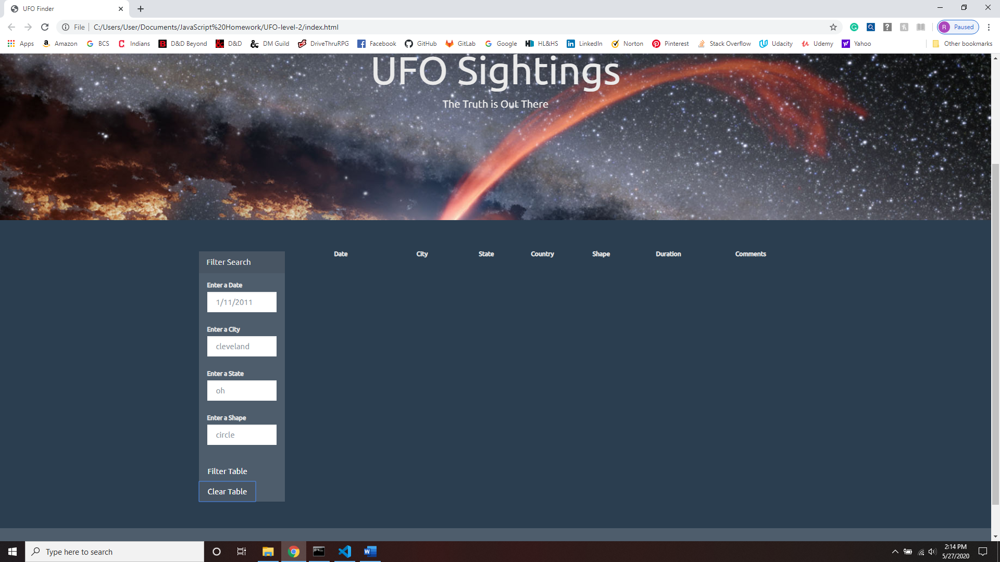 UFO Finder
File C:/Users/User/Documents/JavaScript%20Homework/UFO-level-2/index.html
R Paused
Apps Amazon BCS Indians D&D Beyond D&D DM Guild DriveThruRPG Facebook GitHub GitLab Google HL&HS LinkedIn Norton Pinterest Stack Overflow Udacity Udemy Yahoo Other bookmarks
UFO Sightings
The Truth is Out There
Date City State Country Shape Duration Comments
Filter Search
Enter a Date
1/11/2011
Enter a City
cleveland
Enter a State
oh
Enter a Shape
circle
Filter Table
Clear Table
Type here to search
2:14 PM
5/27/2020